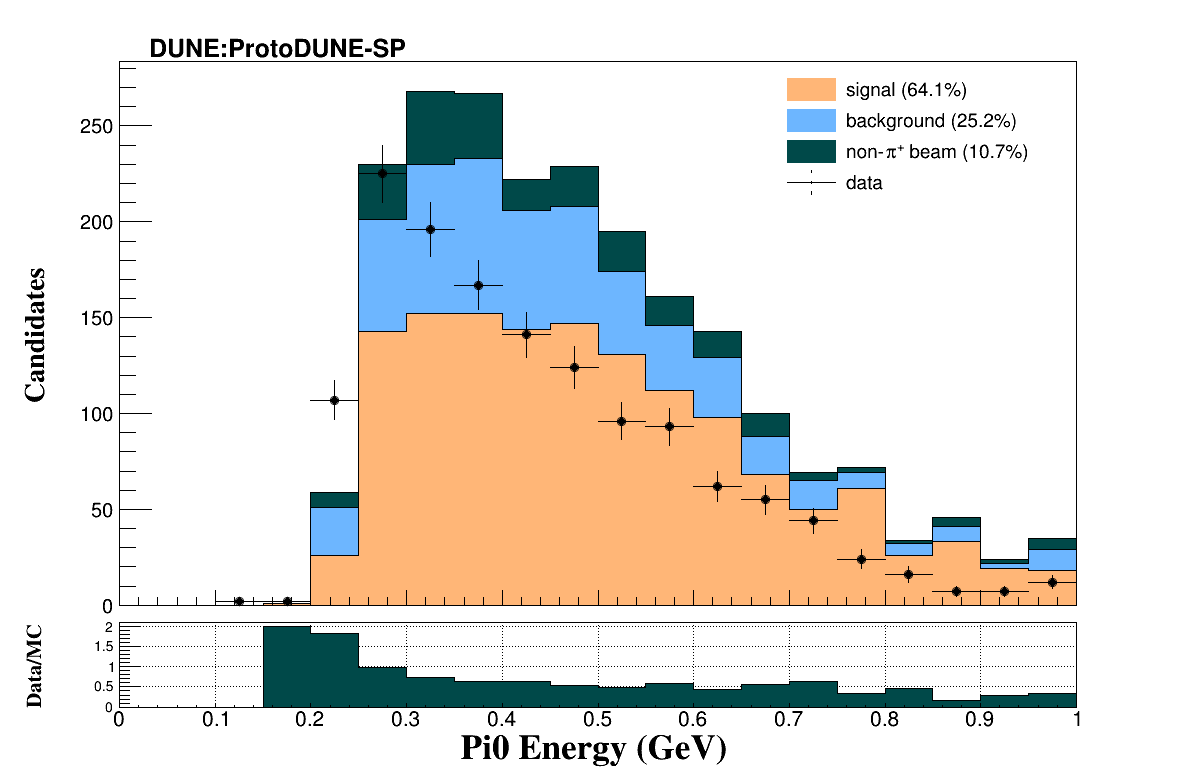 DUNE:ProtoDUNE-SP
signal (64.1%)
background (25.2%)
non-π⁺ beam (10.7%)
data
Candidates
250
200
150
100
50
0
Data/MC
2
1.5
1
0.5
0
0 0.1 0.2 0.3 0.4 0.5 0.6 0.7 0.8 0.9 1
Pi0 Energy (GeV)